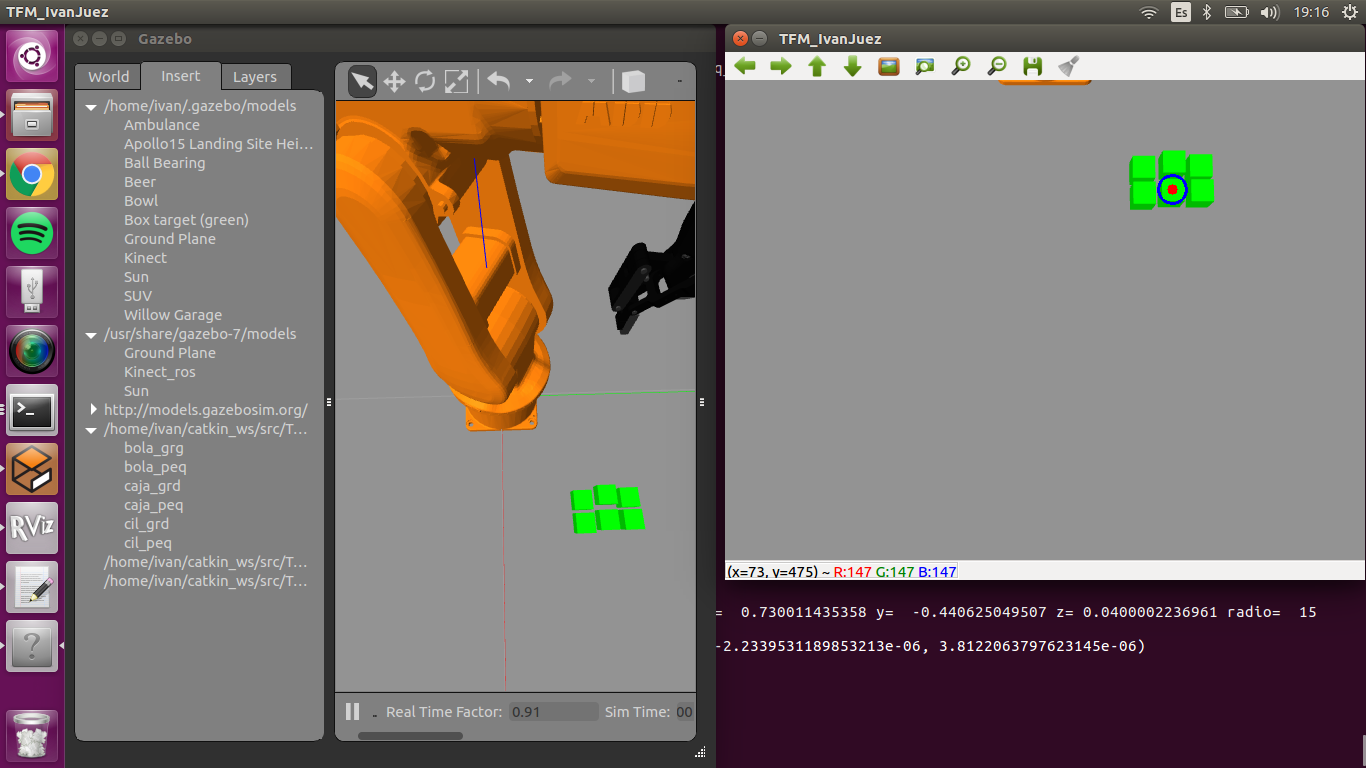 TFM_IvanJuez
Es
19:16
Gazebo
World
Insert
Layers
/home/ivan/.gazebo/models
Ambulance
Apollo15 Landing Site Hei...
Ball Bearing
Beer
Bowl
Box target (green)
Ground Plane
Kinect
Sun
SUV
Willow Garage
/usr/share/gazebo-7/models
Ground Plane
Kinect_ros
Sun
http://models.gazebosim.org/
/home/ivan/catkin_ws/src/T...
bola_grg
bola_peq
caja_grd
caja_peq
cil_grd
cil_peq
/home/ivan/catkin_ws/src/T...
/home/ivan/catkin_ws/src/T...
RViz
Real Time Factor: 0.91 Sim Time: 00
TFM_IvanJuez
(x=73, y=475) ~ R:147 G:147 B:147
= 0.730011435358 y= -0.440625049507 z= 0.0400002236961 radio= 15
-2.2339531189853213e-06, 3.8122063797623145e-06)